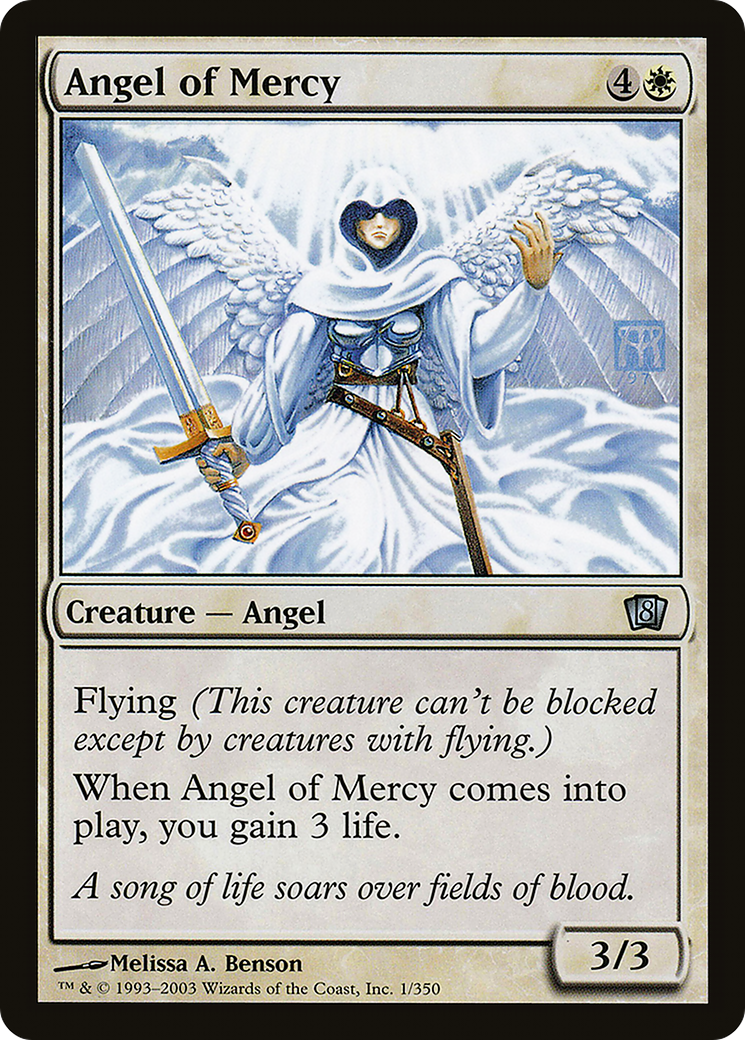 Angel of Mercy
4
Creature — Angel
8
Flying (This creature can't be blocked
except by creatures with flying.)
When Angel of Mercy comes into
play, you gain 3 life.
A song of life soars over fields of blood.
3/3
Melissa A. Benson
™ & © 1993–2003 Wizards of the Coast, Inc. 1/350